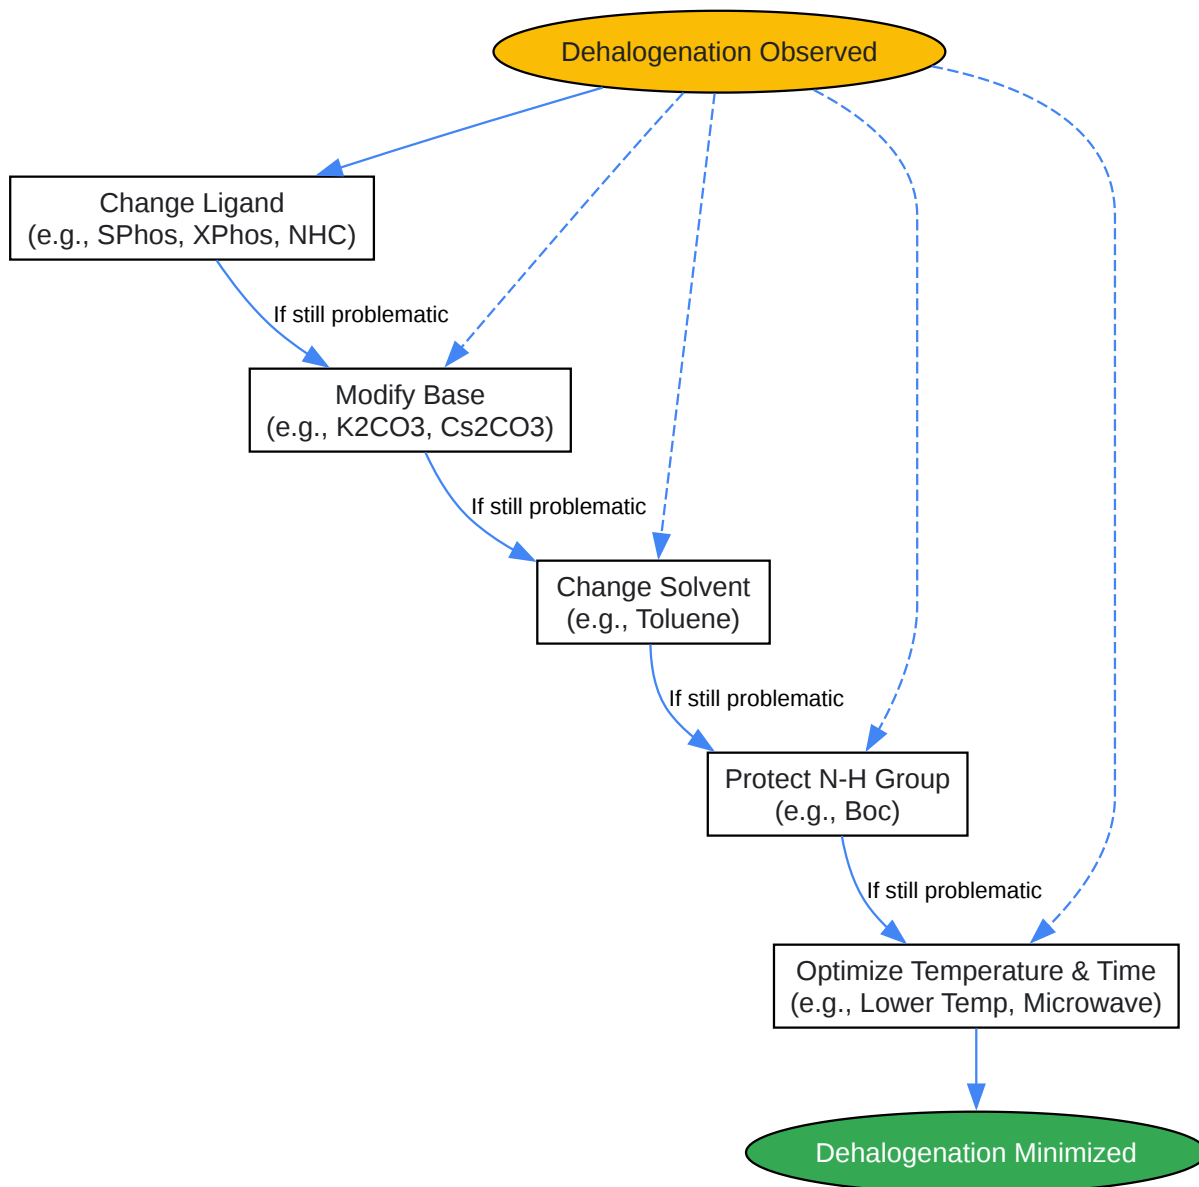 Dehalogenation Observed
Change Ligand
(e.g., SPhos, XPhos, NHC)
If still problematic
Modify Base
(e.g., K2CO3, Cs2CO3)
If still problematic
Change Solvent
(e.g., Toluene)
If still problematic
Protect N-H Group
(e.g., Boc)
If still problematic
Optimize Temperature & Time
(e.g., Lower Temp, Microwave)
Dehalogenation Minimized